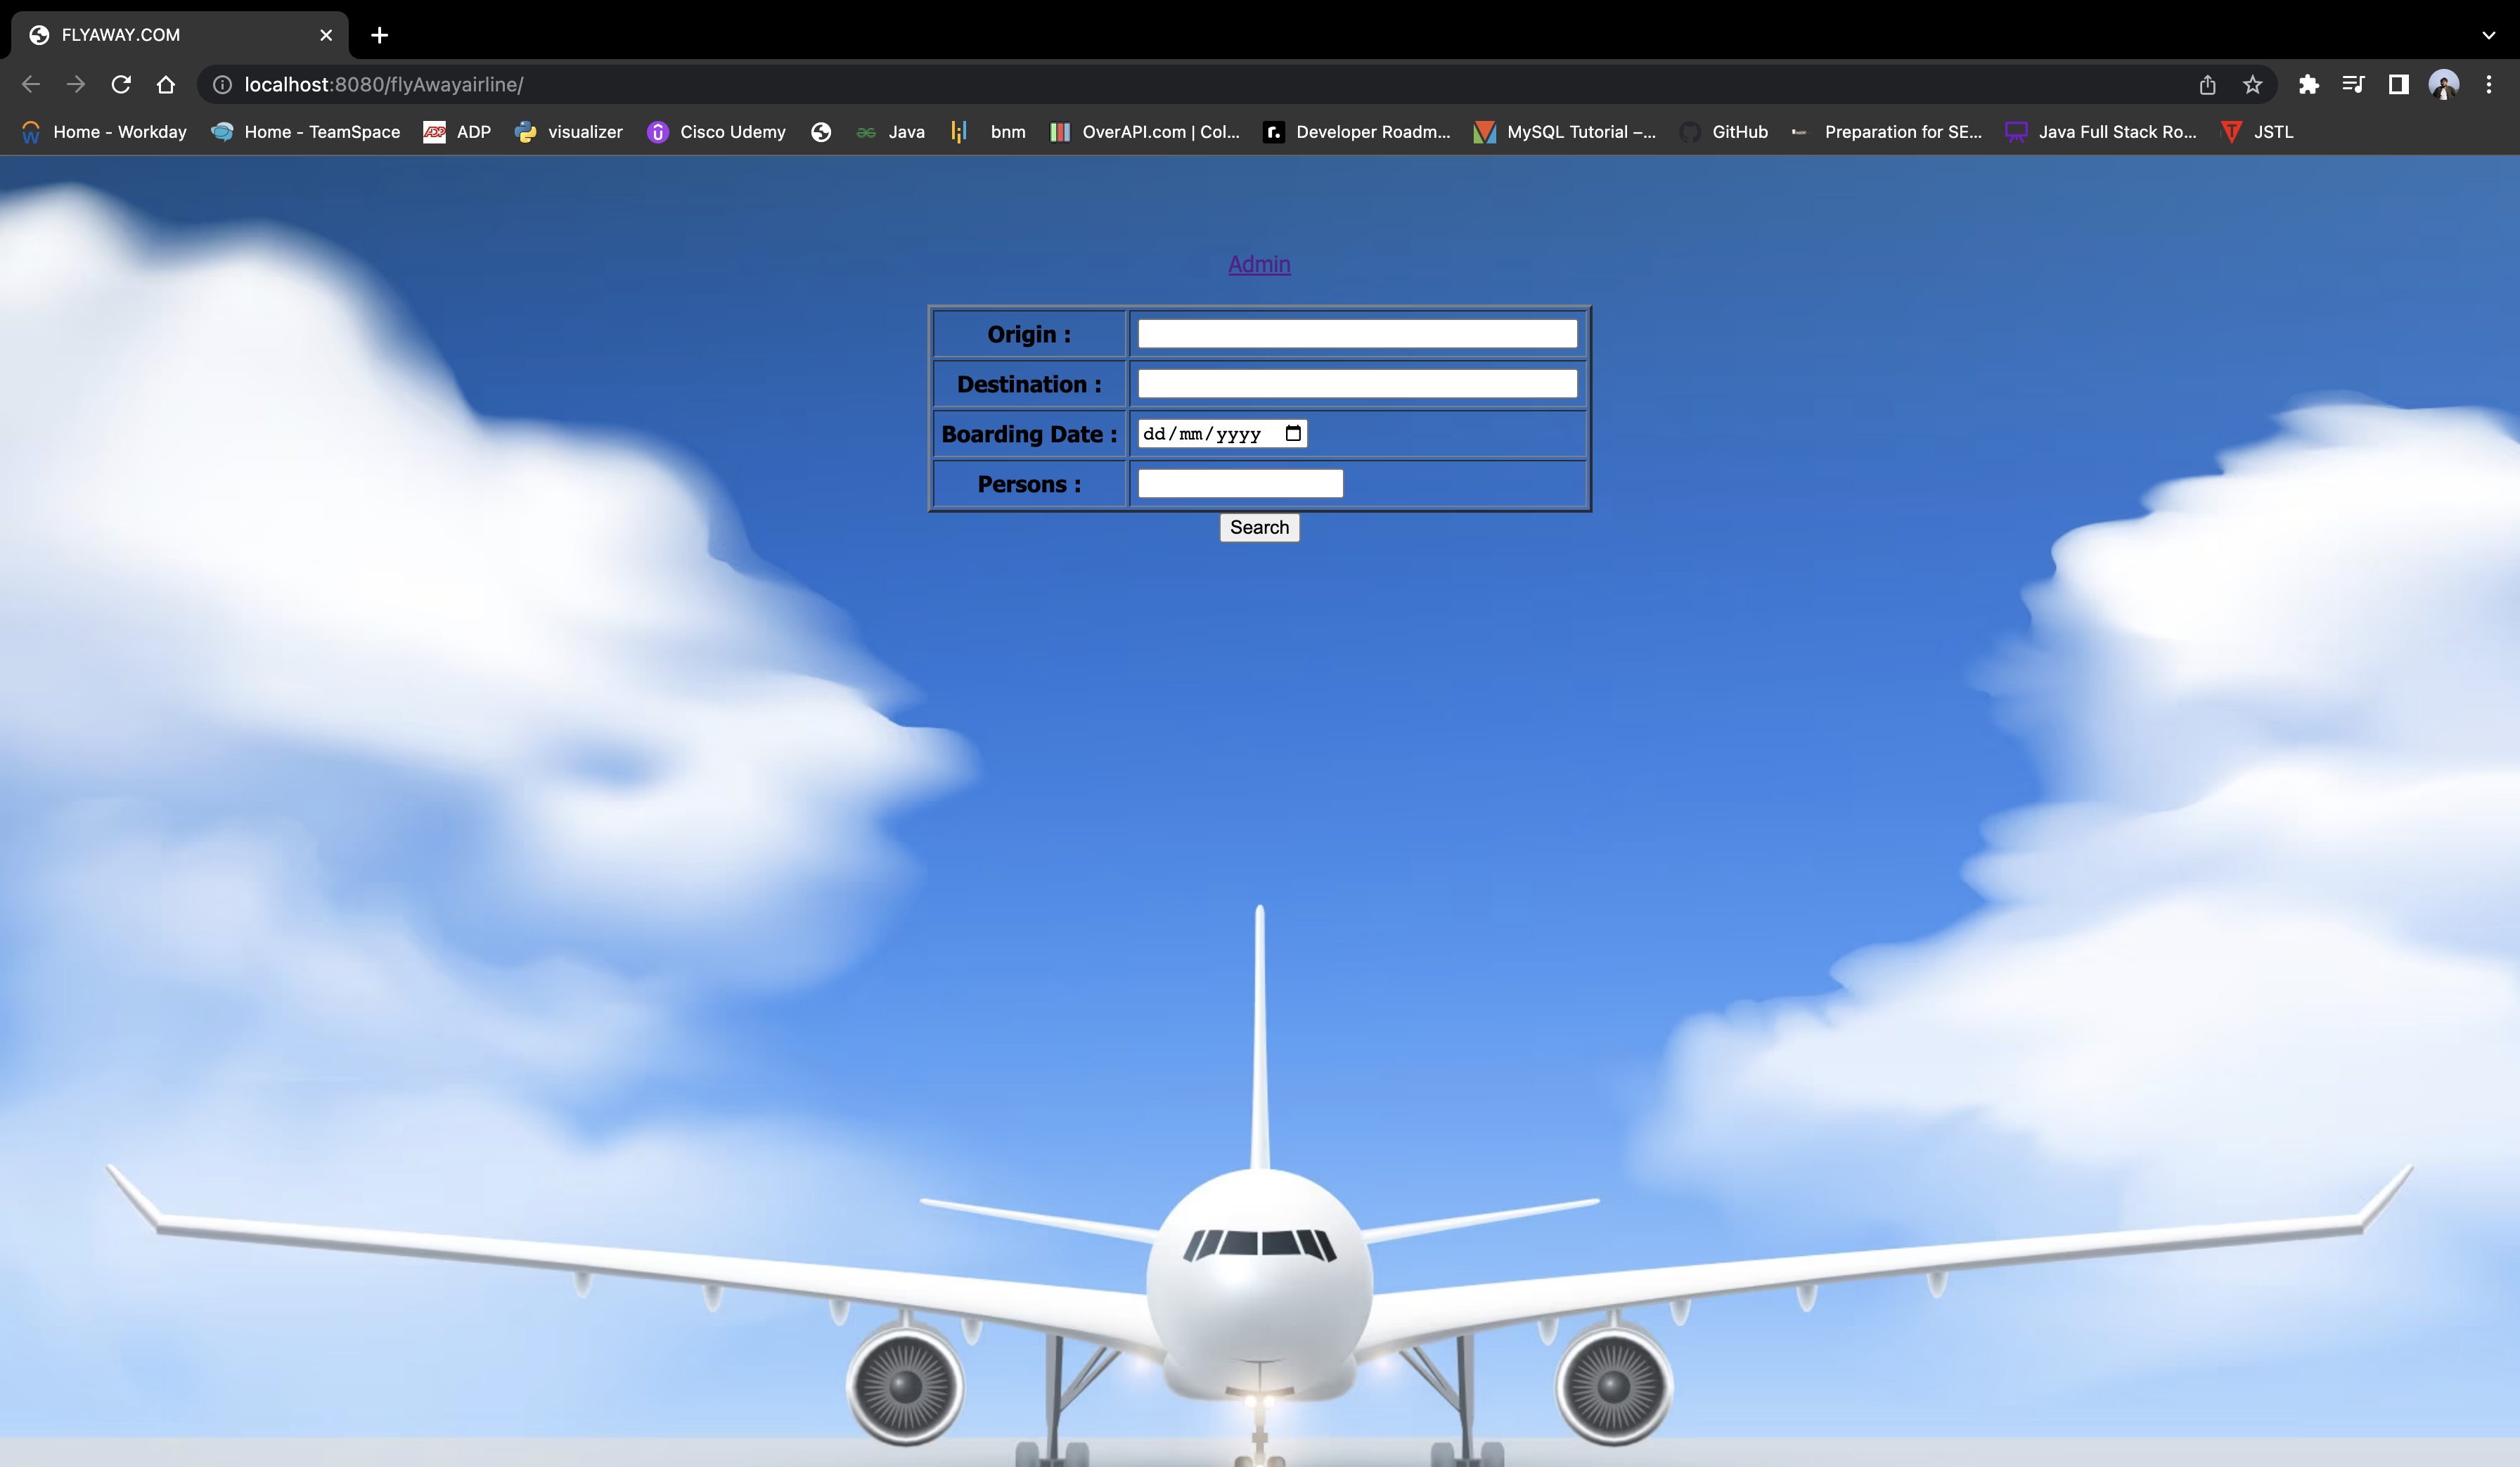 FLYAWAY.COM
localhost:8080/flyAwayairline/
Home - Workday Home - TeamSpace ADP visualizer Cisco Udemy Java bnm OverAPI.com | Col... Developer Roadm... MySQL Tutorial –... GitHub Preparation for SE... Java Full Stack Ro... JSTL
Admin
Origin :
Destination :
Boarding Date : dd/mm/yyyy
Persons :
Search